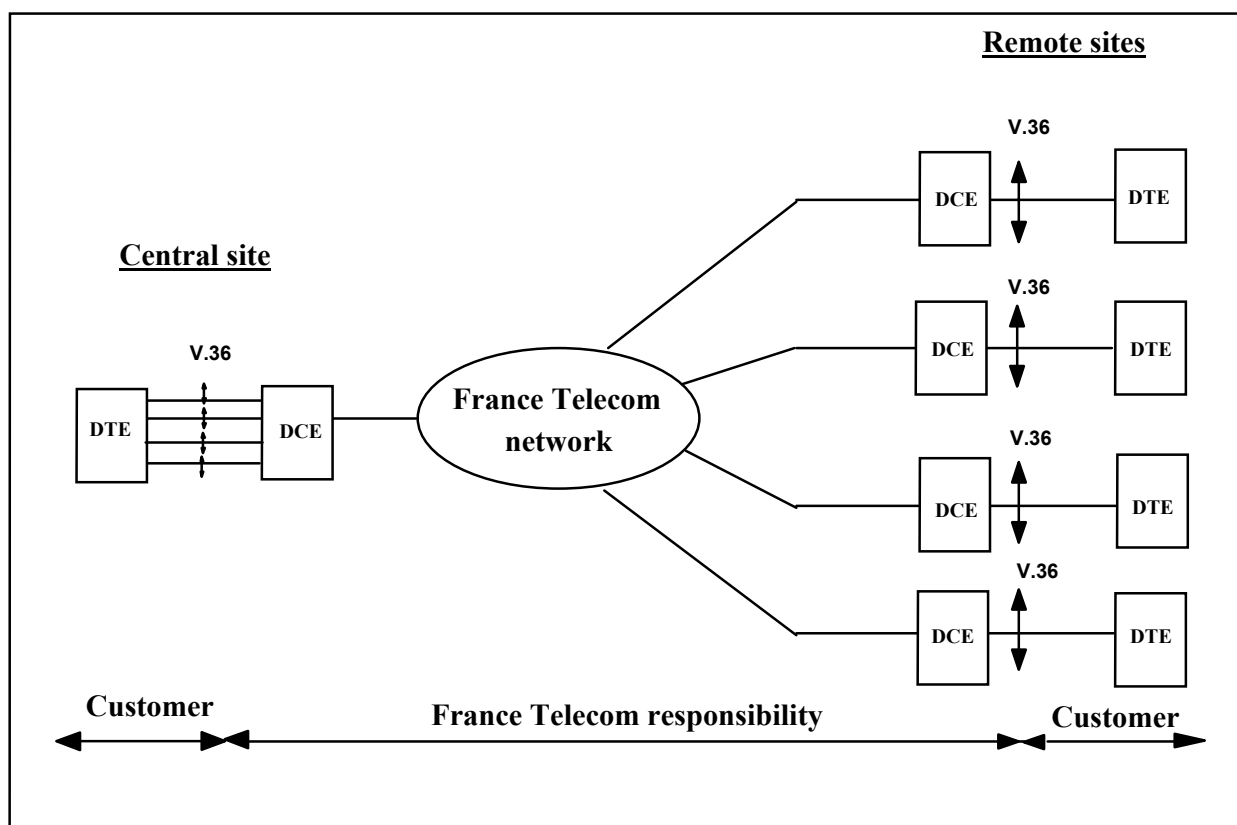 Remote sites
V.36
DCE
DTE
Central site
V.36
DCE
DTE
V.36
DTE
DCE
France Telecom
network
V.36
DCE
DTE
V.36
DCE
DTE
Customer
France Telecom responsibility
Customer